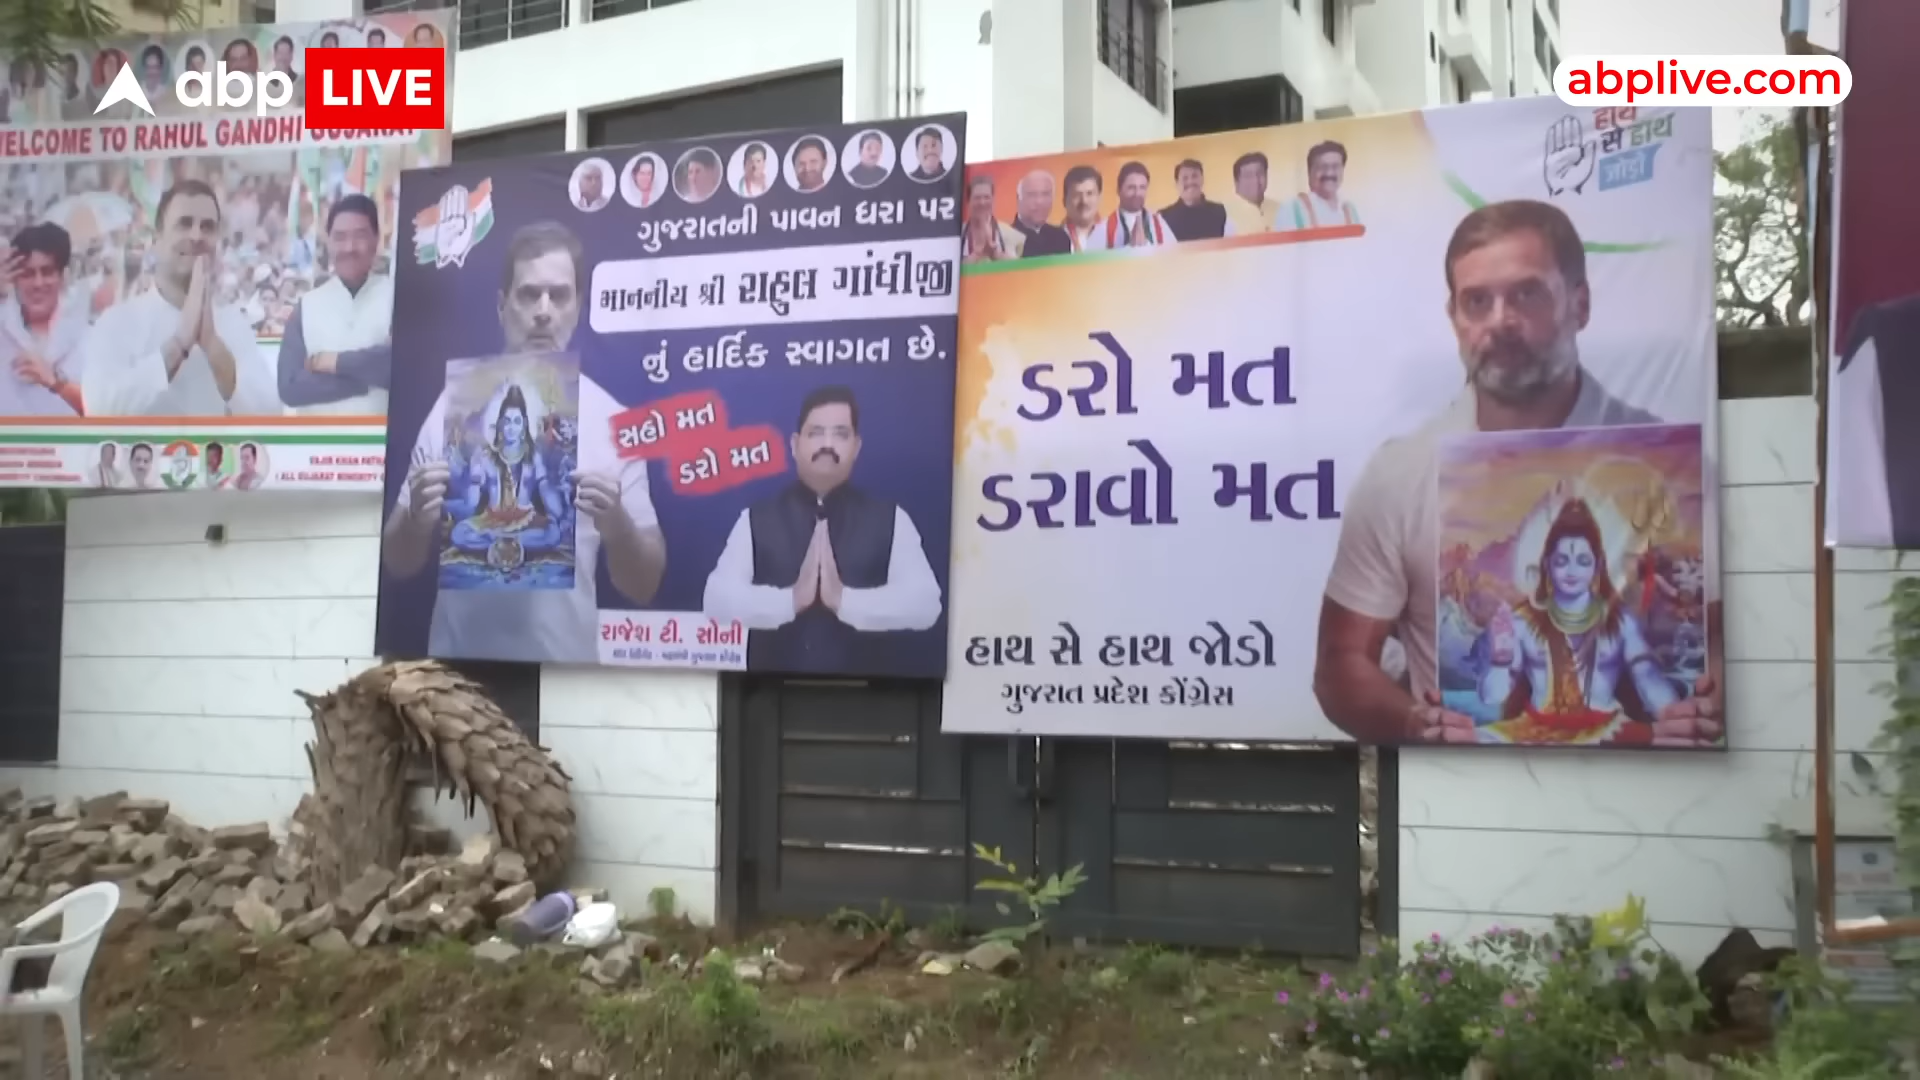 abp LIVE
abplive.com
WELCOME TO RAHUL GANDHI GUJARAT
ગુજરાતની પાવન ધરા પર
માનનીય શ્રી રાહુલ ગાંધીજી
નું હાર્દિક સ્વાગત છે.
સહો મત
ડરો મત
રાજેશ ટી. સોની
हाथ
से हाथ
जोड़ो
ડરો મત
ડરાવો મત
હાથ સે હાથ જોડો
ગુજરાત પ્રદેશ કોંગ્રેસ